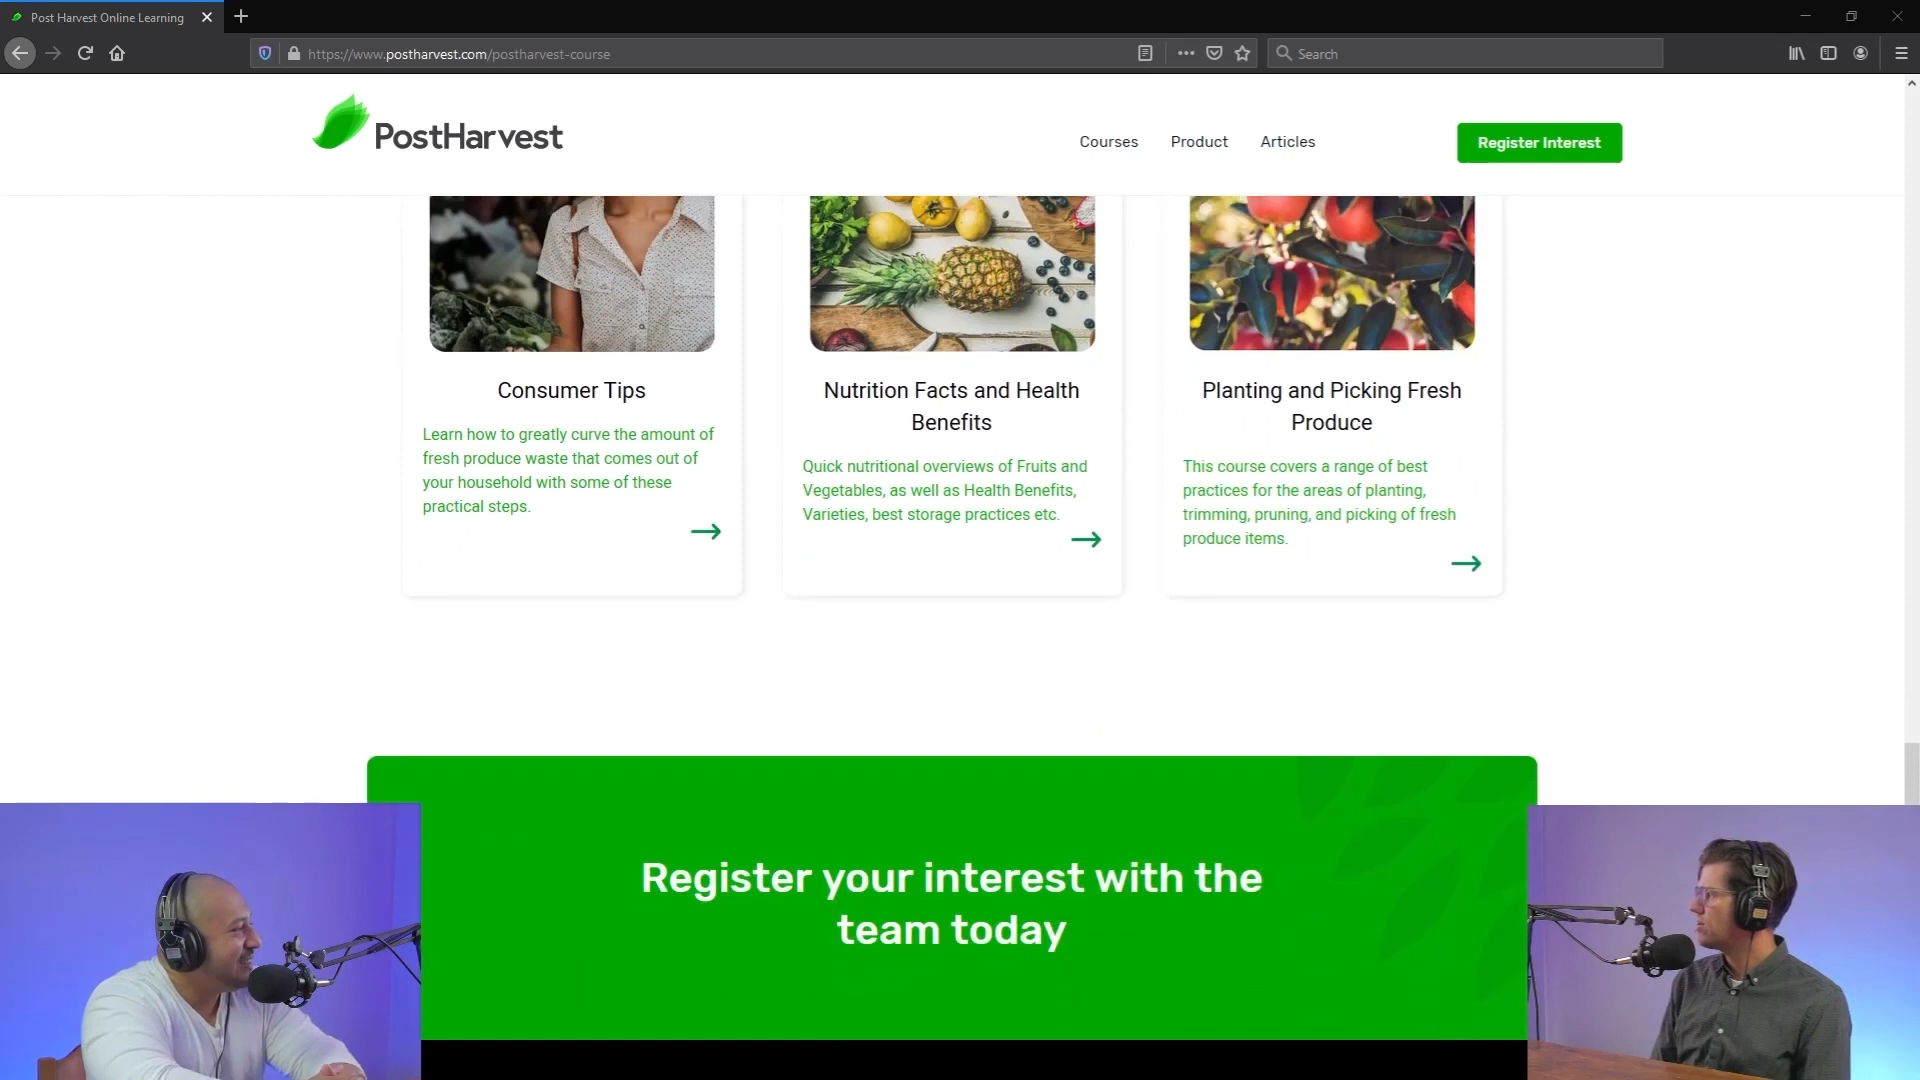 Post Harvest Online Learning
https://www.postharvest.com/postharvest-course
Search
PostHarvest
Courses
Product
Articles
Register Interest
Consumer Tips
Learn how to greatly curve the amount of
fresh produce waste that comes out of
your household with some of these
practical steps.
Nutrition Facts and Health
Benefits
Quick nutritional overviews of Fruits and
Vegetables, as well as Health Benefits,
Varieties, best storage practices etc.
Planting and Picking Fresh
Produce
This course covers a range of best
practices for the areas of planting,
trimming, pruning, and picking of fresh
produce items.
Register your interest with the
team today